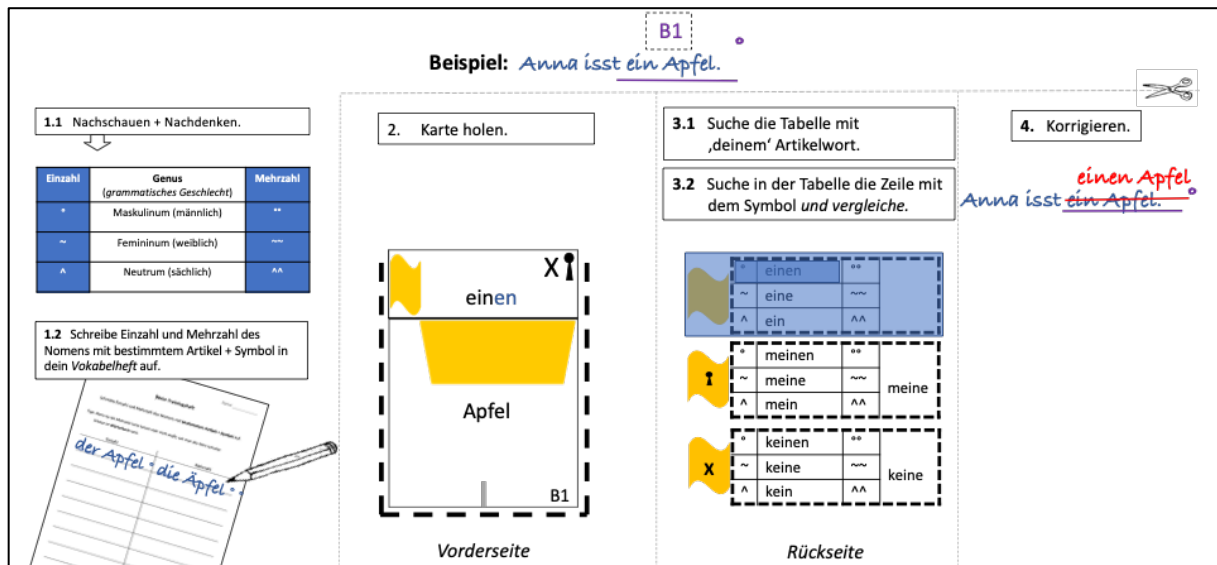 B1
Beispiel: Anna isst ein Apfel. °
1.1 Nachschauen + Nachdenken.
Einzahl Genus Mehrzahl
(grammatisches Geschlecht)
° Maskulinum (männlich) °°
~ Femininum (weiblich) ~~
^ Neutrum (sächlich) ^^
1.2 Schreibe Einzahl und Mehrzahl des
Nomens mit bestimmtem Artikel + Symbol in
dein Vokabelheft auf.
der Apfel ° die Äpfel °°
2. Karte holen.
X
einen
Apfel
B1
Vorderseite
3.1 Suche die Tabelle mit
‚deinem‘ Artikelwort.
3.2 Suche in der Tabelle die Zeile mit
dem Symbol und vergleiche.
° einen °°
~ eine ~~
^ ein ^^
° meinen °°
~ meine ~~ meine
^ mein ^^
° keinen °°
X ~ keine ~~ keine
^ kein ^^
Rückseite
4. Korrigieren.
einen Apfel
Anna isst ein Apfel. °